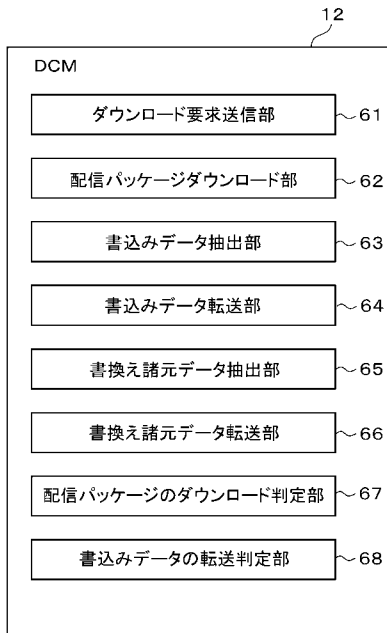 12
DCM
ダウンロード要求送信部 61
配信パッケージダウンロード部 62
書込みデータ抽出部 63
書込みデータ転送部 64
書換え諸元データ抽出部 65
書換え諸元データ転送部 66
配信パッケージのダウンロード判定部 67
書込みデータの転送判定部 68